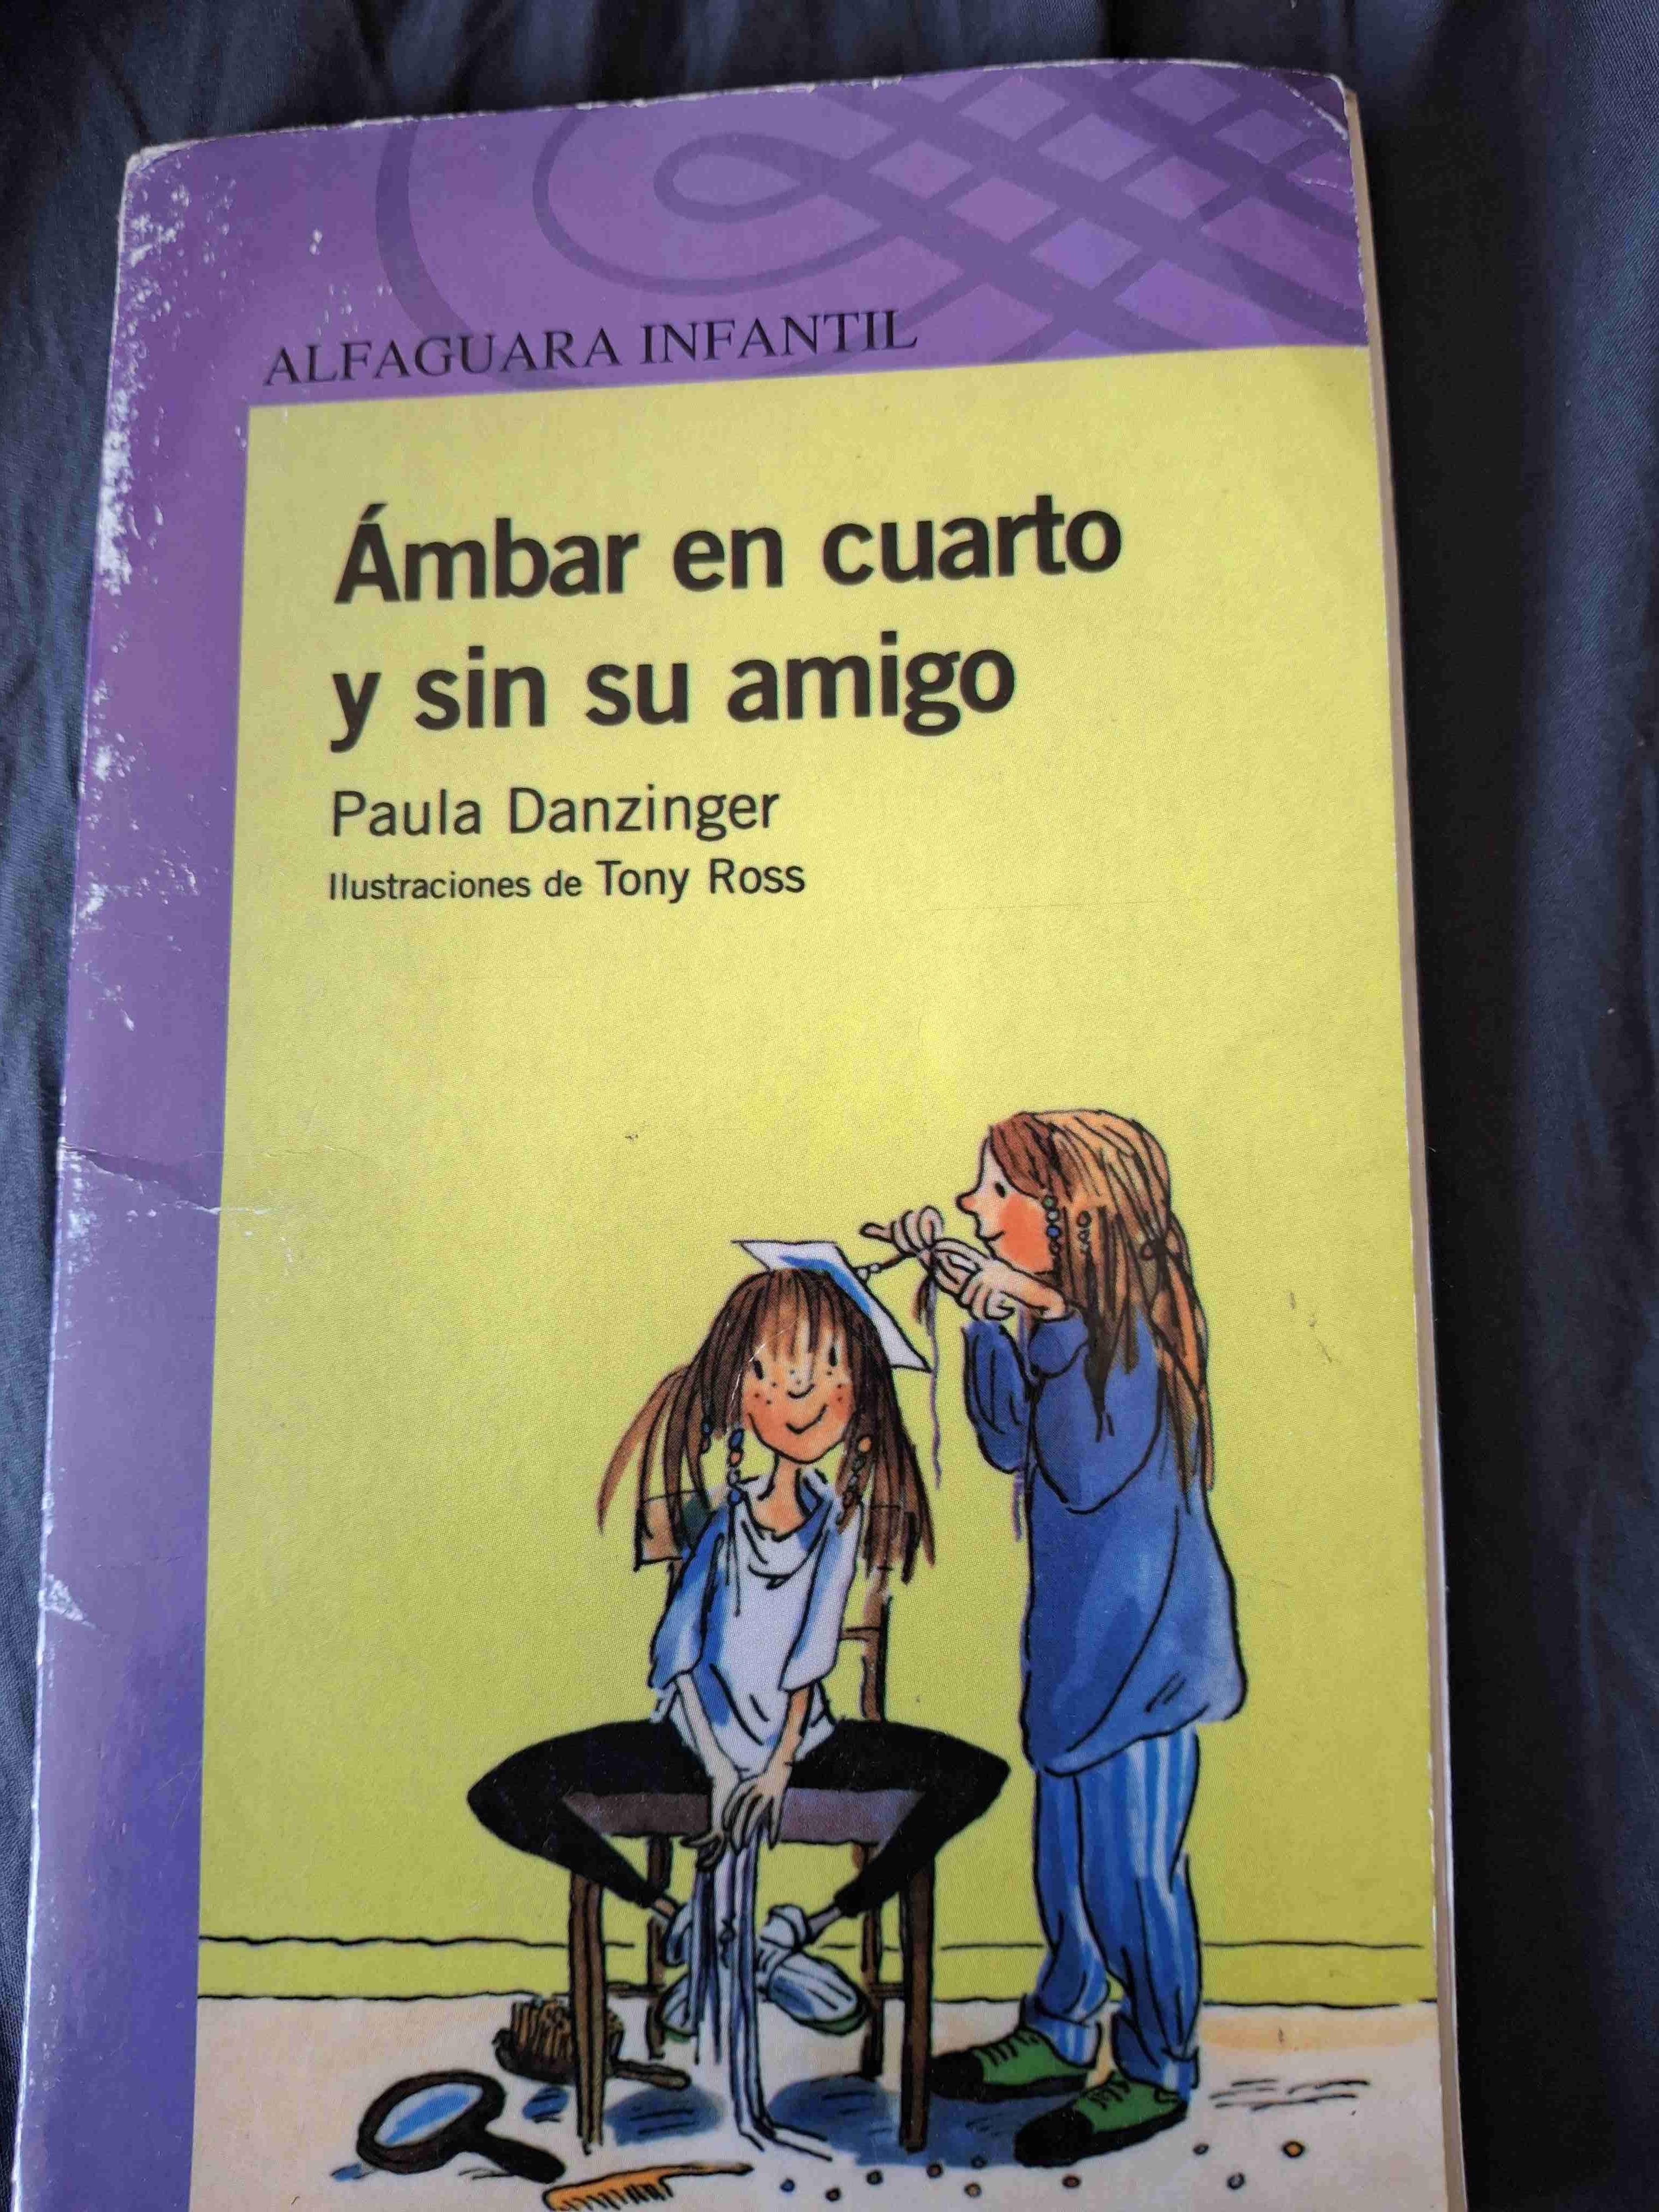 ALFAGUARA INFANTIL
Ámbar en cuarto
y sin su amigo
Paula Danzinger
Ilustraciones de Tony Ross